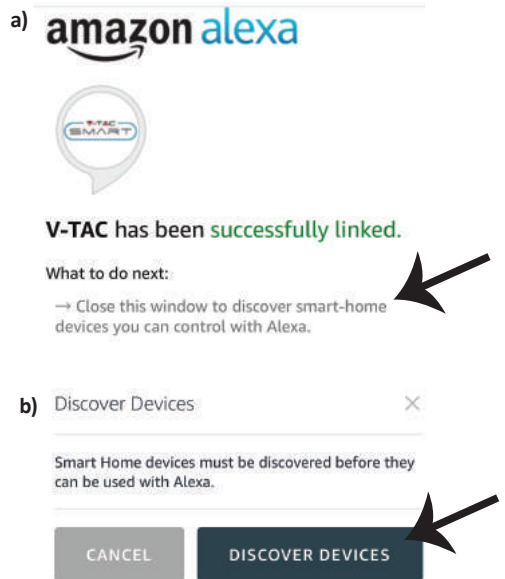 a)
amazon alexa
V-TAC
SMART
V-TAC has been successfully linked.
What to do next:
→ Close this window to discover smart-home
devices you can control with Alexa.
b) Discover Devices ×
Smart Home devices must be discovered before they
can be used with Alexa.
CANCEL DISCOVER DEVICES